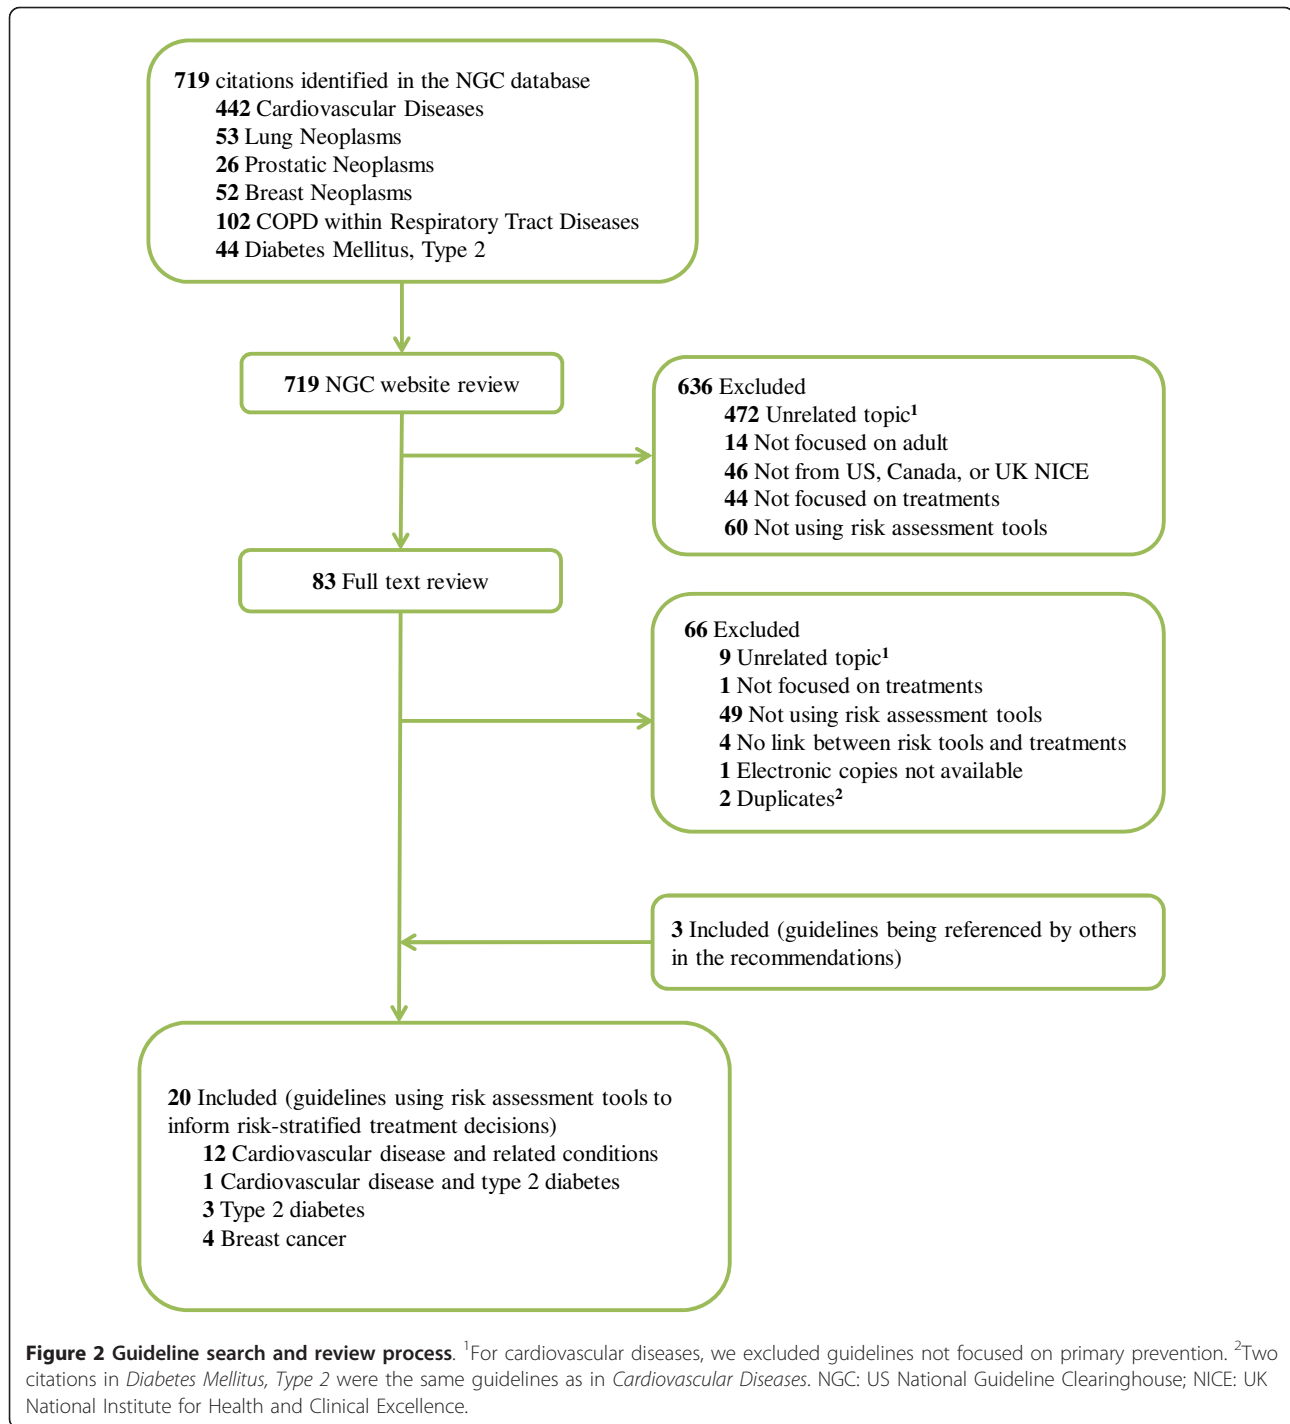 719 citations identified in the NGC database
442 Cardiovascular Diseases
53 Lung Neoplasms
26 Prostatic Neoplasms
52 Breast Neoplasms
102 COPD within Respiratory Tract Diseases
44 Diabetes Mellitus, Type 2
719 NGC website review
636 Excluded
472 Unrelated topic¹
14 Not focused on adult
46 Not from US, Canada, or UK NICE
44 Not focused on treatments
60 Not using risk assessment tools
83 Full text review
66 Excluded
9 Unrelated topic¹
1 Not focused on treatments
49 Not using risk assessment tools
4 No link between risk tools and treatments
1 Electronic copies not available
2 Duplicates²
3 Included (guidelines being referenced by others
in the recommendations)
20 Included (guidelines using risk assessment tools to
inform risk-stratified treatment decisions)
12 Cardiovascular disease and related conditions
1 Cardiovascular disease and type 2 diabetes
3 Type 2 diabetes
4 Breast cancer
Figure 2 Guideline search and review process. ¹For cardiovascular diseases, we excluded guidelines not focused on primary prevention. ²Two
citations in Diabetes Mellitus, Type 2 were the same guidelines as in Cardiovascular Diseases. NGC: US National Guideline Clearinghouse; NICE: UK
National Institute for Health and Clinical Excellence.